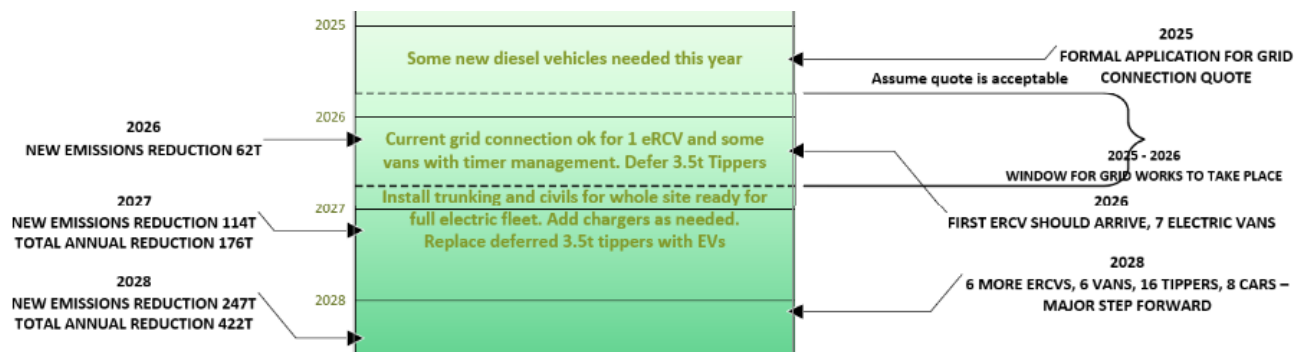 2025
Some new diesel vehicles needed this year
2025
FORMAL APPLICATION FOR GRID
CONNECTION QUOTE
Assume quote is acceptable
2026
2026
NEW EMISSIONS REDUCTION 62T
Current grid connection ok for 1 eRCV and some
vans with timer management. Defer 3.5t Tippers
2025 - 2026
WINDOW FOR GRID WORKS TO TAKE PLACE
2027
Install trunking and civils for whole site ready for
full electric fleet. Add chargers as needed.
Replace deferred 3.5t tippers with EVs
2026
FIRST ERCV SHOULD ARRIVE, 7 ELECTRIC VANS
2027
NEW EMISSIONS REDUCTION 114T
TOTAL ANNUAL REDUCTION 176T
2028
6 MORE ERCVS, 6 VANS, 16 TIPPERS, 8 CARS –
MAJOR STEP FORWARD
2028
2028
NEW EMISSIONS REDUCTION 247T
TOTAL ANNUAL REDUCTION 422T